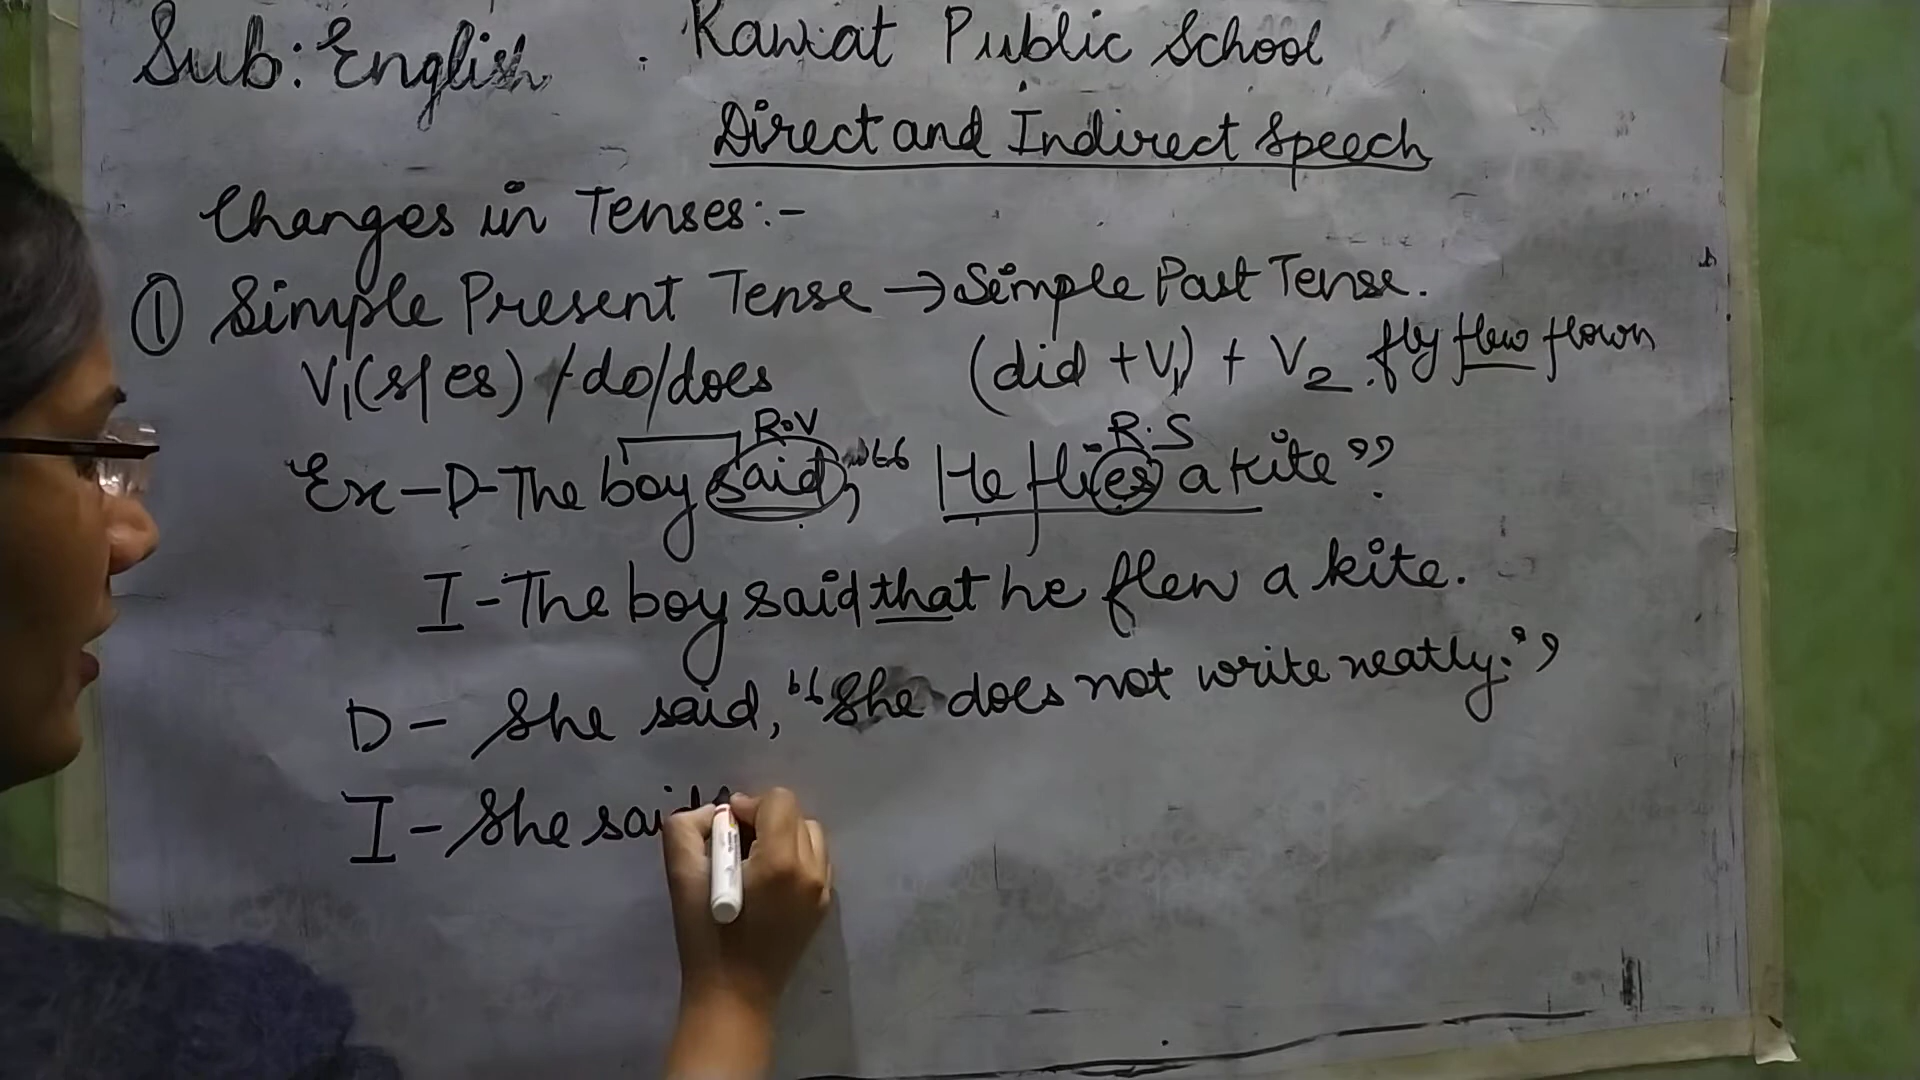 Sub: English . Rawat Public School
Direct and Indirect Speech
Changes in Tenses:-
① Simple Present Tense → Simple Past Tense.
V1(s/es) / do/does (did + V1) + V2. fly flew flown
R.V R.S
Ex - D - The boy said, "He flies a kite".
I - The boy said that he flew a kite.
D - She said, "She does not write neatly."
I - She said